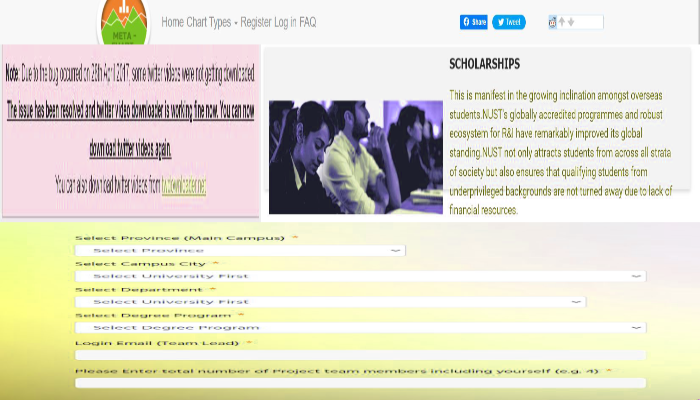 META -
CHART
Home Chart Types - Register Log in FAQ
Share
Tweet
Note: Due to the bug occurred on 26th April 2017, some twitter videos were not getting downloaded.
The issue has been resolved and twitter video downloader is working fine now. You can now
download twitter videos again.
You can also download twitter videos from
SCHOLARSHIPS
This is manifest in the growing inclination amongst overseas
students.NUST's globally accredited programmes and robust
ecosystem for R&I have remarkably improved its global
standing.NUST not only attracts students from across all strata
of society but also ensures that qualifying students from
underprivileged backgrounds are not turned away due to lack of
financial resources.
Select Province (Main Campus) *
Select Province
Select Campus City *
Select University First
Select Department *
Select University First
Select Degree Program *
Select Degree Program
Login Email (Team Lead) *
Please Enter total number of Project team members including yourself (e.g. 4) *